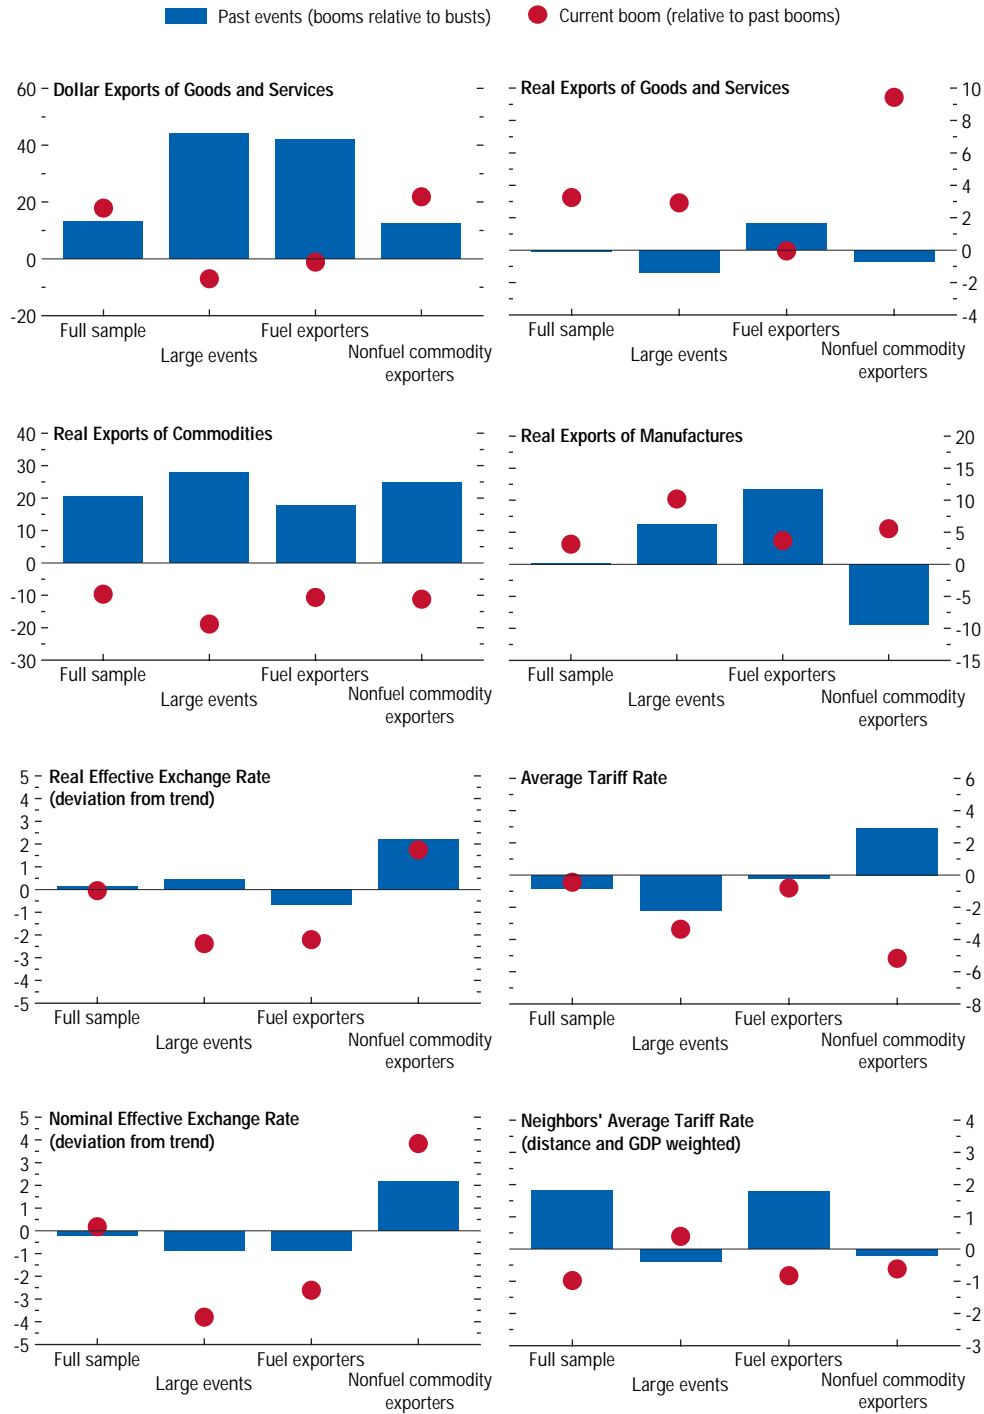 Past events (booms relative to busts)
Current boom (relative to past booms)
Dollar Exports of Goods and Services
60
40
20
0
-20
Full sample
Large events
Fuel exporters
Nonfuel commodity
exporters
Real Exports of Goods and Services
10
8
6
4
2
0
-2
-4
Full sample
Large events
Fuel exporters
Nonfuel commodity
exporters
Real Exports of Commodities
40
30
20
10
0
-10
-20
-30
Full sample
Large events
Fuel exporters
Nonfuel commodity
exporters
Real Exports of Manufactures
20
15
10
5
0
-5
-10
-15
Full sample
Large events
Fuel exporters
Nonfuel commodity
exporters
Real Effective Exchange Rate
(deviation from trend)
5
4
3
2
1
0
-1
-2
-3
-4
-5
Full sample
Large events
Fuel exporters
Nonfuel commodity
exporters
Average Tariff Rate
6
4
2
0
-2
-4
-6
-8
Full sample
Large events
Fuel exporters
Nonfuel commodity
exporters
Nominal Effective Exchange Rate
(deviation from trend)
5
4
3
2
1
0
-1
-2
-3
-4
-5
Full sample
Large events
Fuel exporters
Nonfuel commodity
exporters
Neighbors' Average Tariff Rate
(distance and GDP weighted)
4
3
2
1
0
-1
-2
-3
Full sample
Large events
Fuel exporters
Nonfuel commodity
exporters